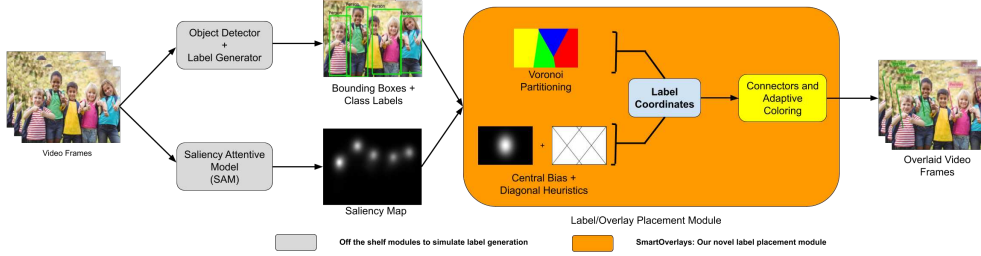 Video Frames
Object Detector
+
Label Generator
Saliency Attentive
Model
(SAM)
Person
Bounding Boxes +
Class Labels
Saliency Map
Voronoi
Partitioning
+
Central Bias +
Diagonal Heuristics
Label
Coordinates
Connectors and
Adaptive
Coloring
Label/Overlay Placement Module
Overlaid Video
Frames
Off the shelf modules to simulate label generation
SmartOverlays: Our novel label placement module